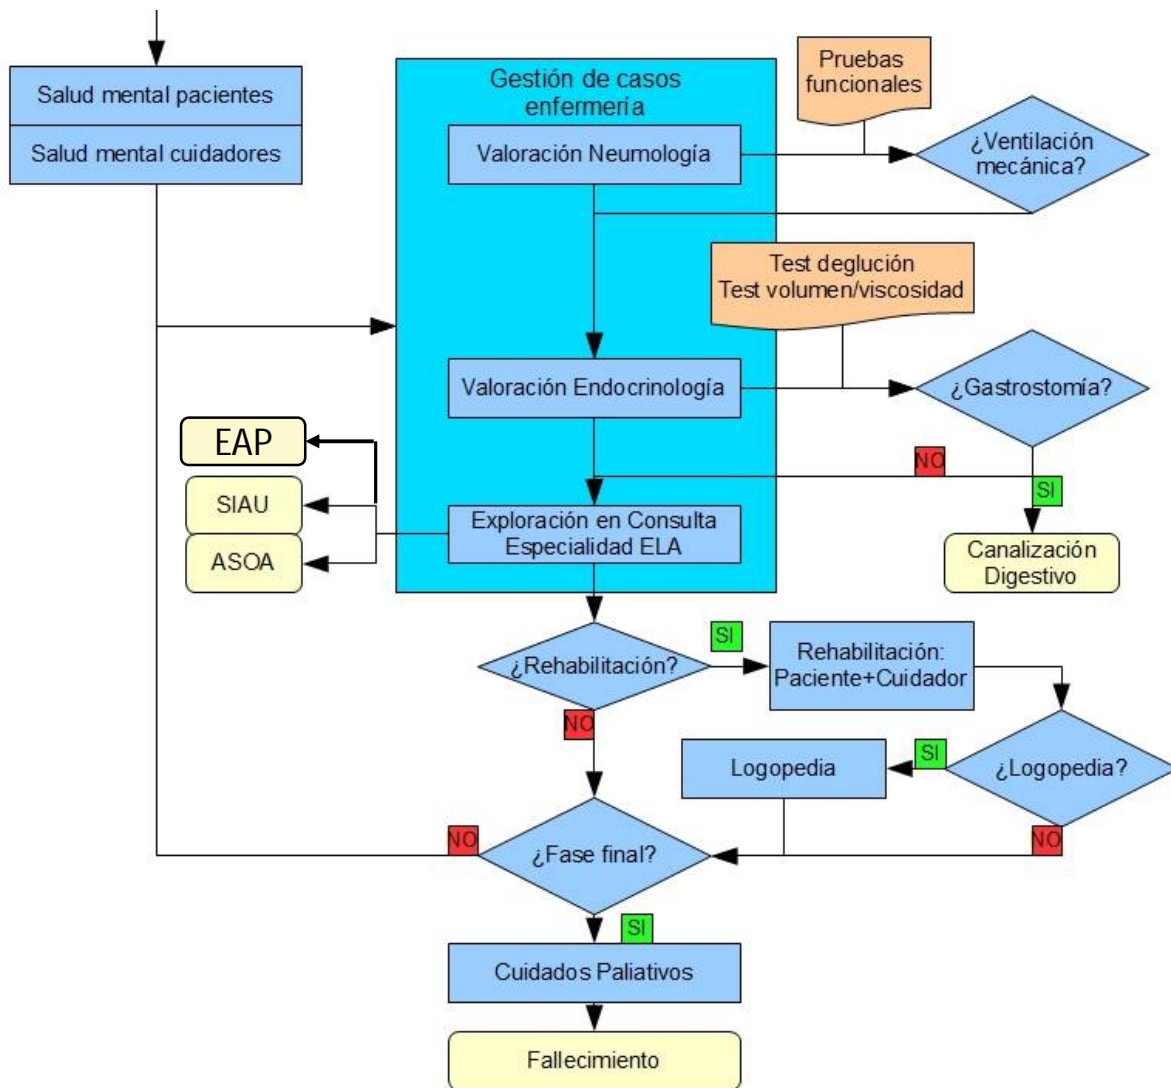 Salud mental pacientes
Salud mental cuidadores
Gestión de casos
enfermería
Pruebas
funcionales
Valoración Neumología
¿Ventilación
mecánica?
Test deglución
Test volumen/viscosidad
Valoración Endocrinología
¿Gastrostomía?
EAP
NO
SI
SIAU
Exploración en Consulta
Especialidad ELA
ASOA
Canalización
Digestivo
¿Rehabilitación?
SI
Rehabilitación:
Paciente+Cuidador
NO
Logopedia
SI
¿Logopedia?
NO
¿Fase final?
NO
SI
Cuidados Paliativos
Fallecimiento